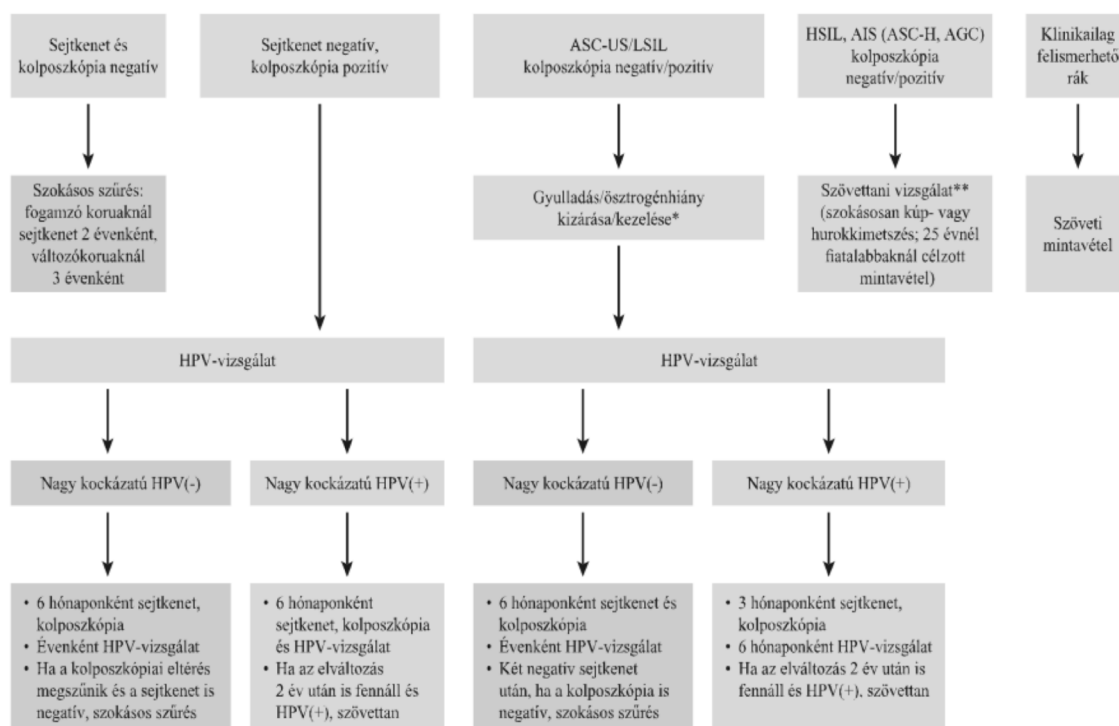 Sejtkenet és
kolposzkópia negatív
Sejtkenet negatív,
kolposzkópia pozitív
ASC-US/LSIL
kolposzkópia negatív/pozitív
HSIL, AIS (ASC-H, AGC)
kolposzkópia
negatív/pozitív
Klinikailag
felismerhető
rák
Szokásos szűrés:
fogamzó koruaknál
sejtkenet 2 évenként,
változókoruaknál
3 évenként
Gyulladás/ösztrogénhiány
kizárása/kezelése*
Szövettani vizsgálat**
(szokásosan kúp- vagy
hurokkimetszés; 25 évnél
fiatalabbaknál célzott
mintavétel)
Szöveti
mintavétel
HPV-vizsgálat
HPV-vizsgálat
Nagy kockázatú HPV(-)
Nagy kockázatú HPV(+)
Nagy kockázatú HPV(-)
Nagy kockázatú HPV(+)
• 6 hónaponként sejtkenet,
kolposzkópia
• Évenként HPV-vizsgálat
• Ha a kolposzkópiai eltérés
megszűnik és a sejtkenet is
negatív, szokásos szűrés
• 6 hónaponként
sejtkenet, kolposzkópia
és HPV-vizsgálat
• Ha az elváltozás
2 év után is fennáll és
HPV(+), szövettan
• 6 hónaponként sejtkenet és
kolposzkópia
• Évenként HPV-vizsgálat
• Két negatív sejtkenet
után, ha a kolposzkópia is
negatív, szokásos szűrés
• 3 hónaponként sejtkenet,
kolposzkópia
• 6 hónaponként HPV-vizsgálat
• Ha az elváltozás 2 év után is
fennáll és HPV(+), szövettan